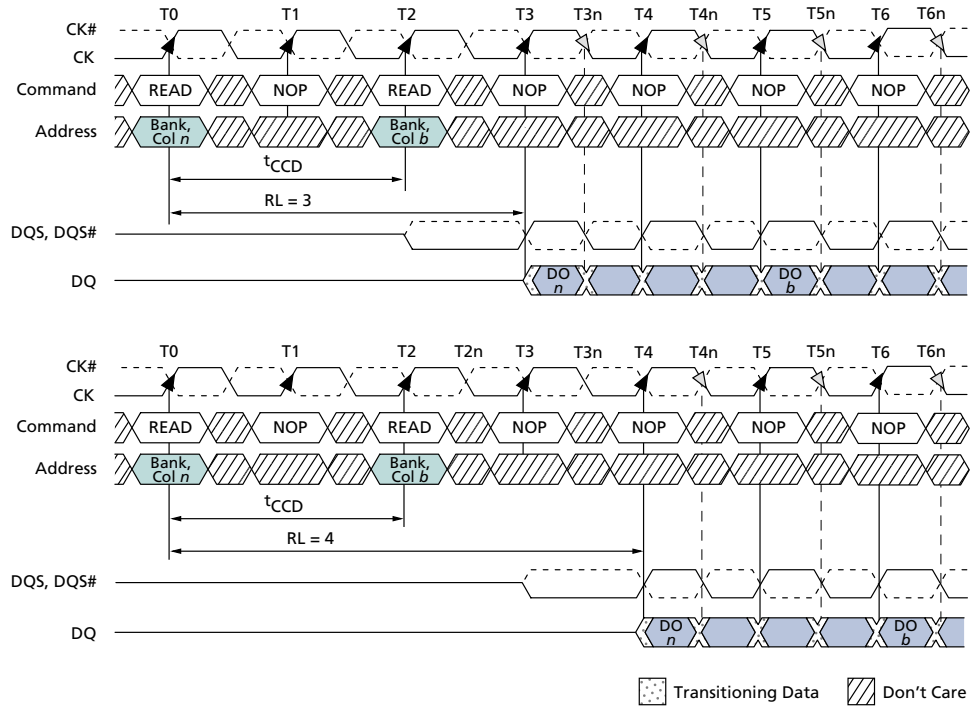 T0 T1 T2 T3 T3n T4 T4n T5 T5n T6 T6n
CK#
CK
Command READ NOP READ NOP NOP NOP NOP
Address Bank, Col n Bank, Col b
tCCD
RL = 3
DQS, DQS#
DQ DO n DO b
T0 T1 T2 T2n T3 T3n T4 T4n T5 T5n T6 T6n
CK#
CK
Command READ NOP READ NOP NOP NOP NOP
Address Bank, Col n Bank, Col b
tCCD
RL = 4
DQS, DQS#
DQ DO n DO b
Transitioning Data Don't Care